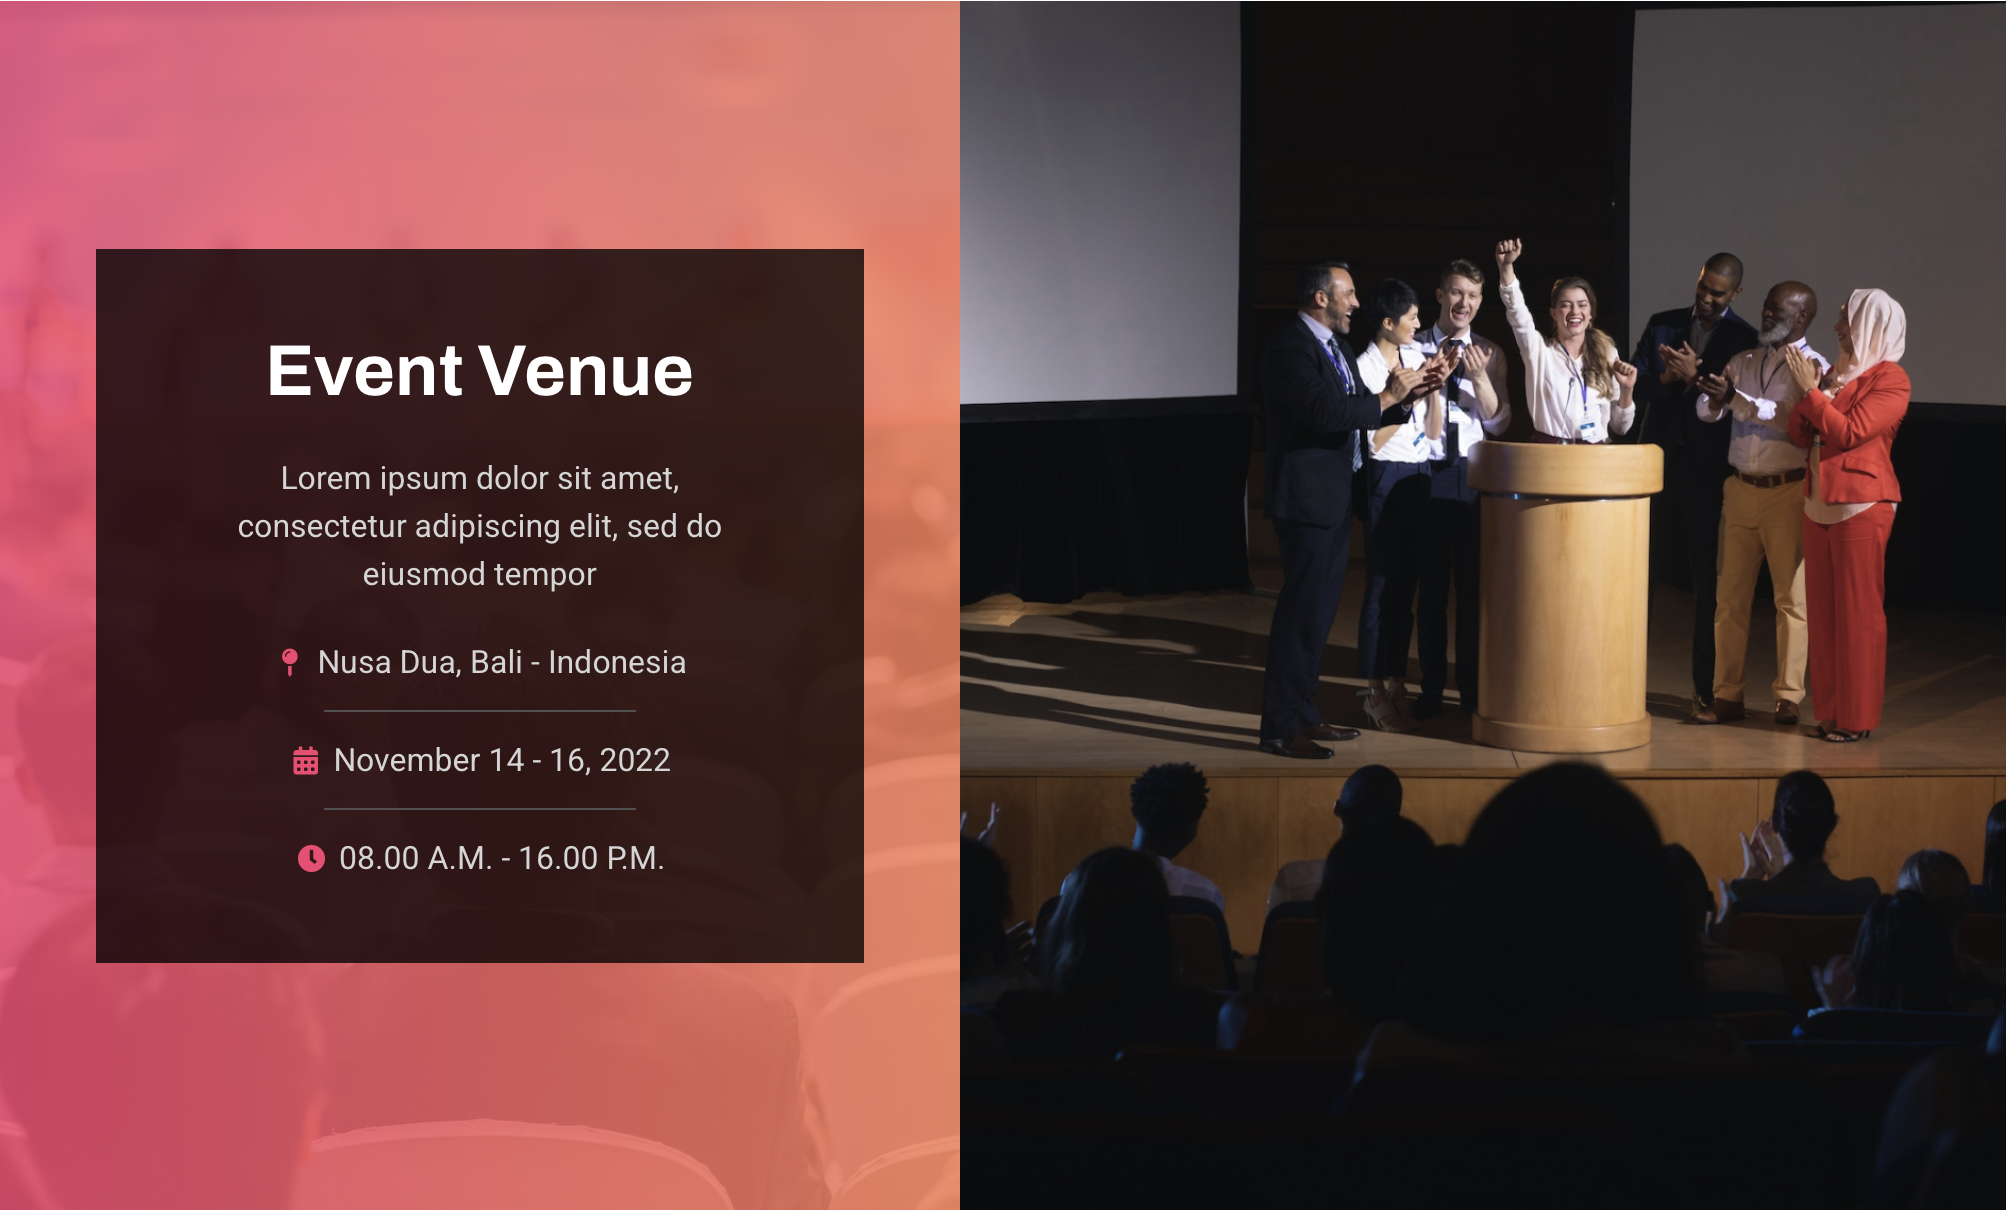 Event Venue
Lorem ipsum dolor sit amet,
consectetur adipiscing elit, sed do
eiusmod tempor
Nusa Dua, Bali - Indonesia
November 14 - 16, 2022
08.00 A.M. - 16.00 P.M.